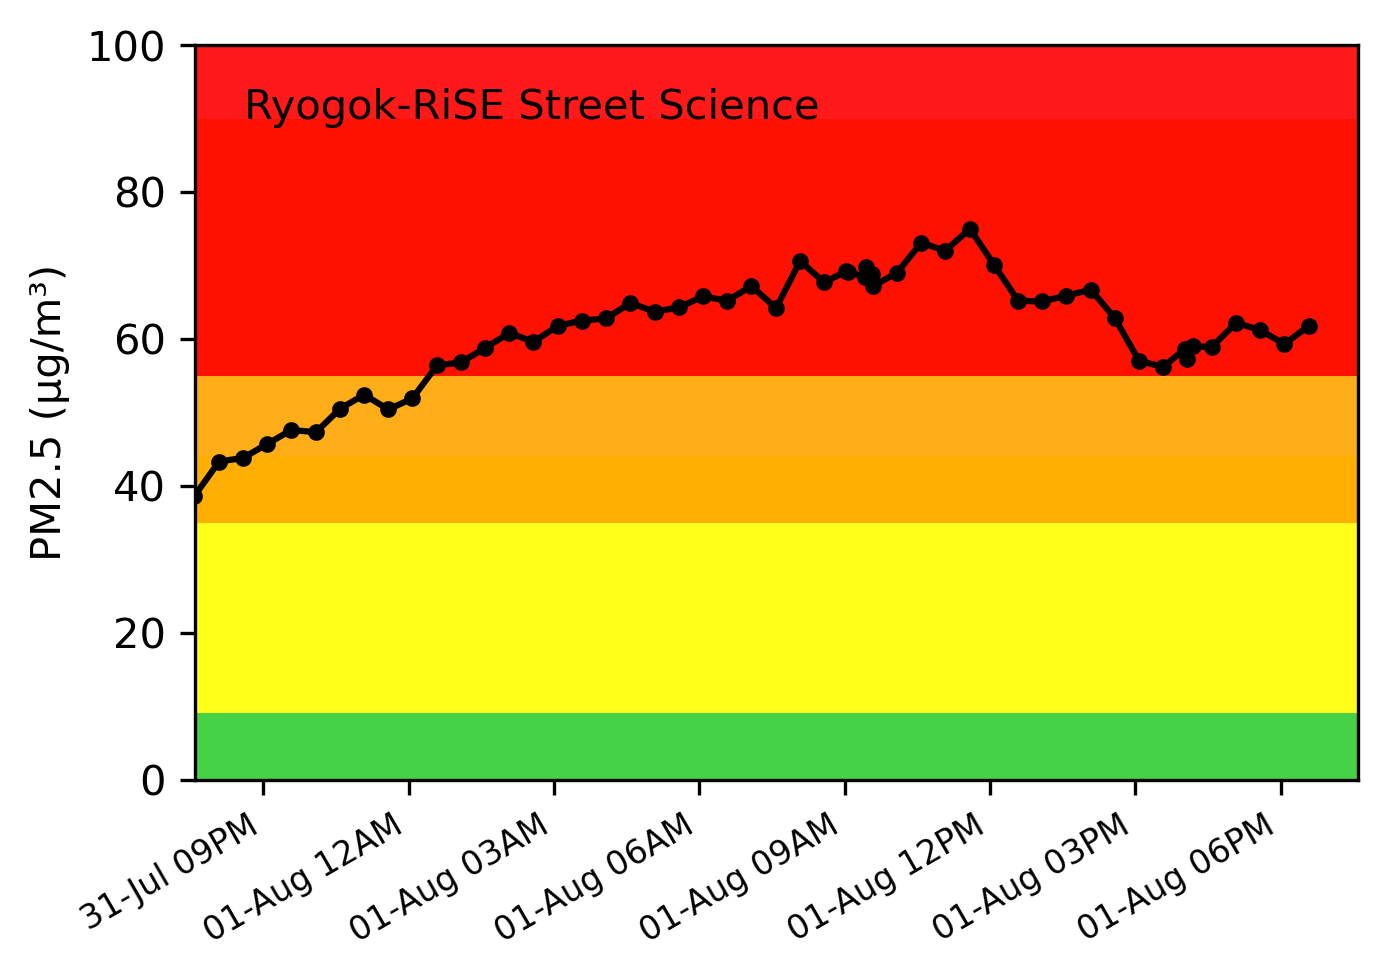 Ryogok-RiSE Street Science
PM2.5 (µg/m³)
100
80
60
40
20
0
31-Jul 09PM
01-Aug 12AM
01-Aug 03AM
01-Aug 06AM
01-Aug 09AM
01-Aug 12PM
01-Aug 03PM
01-Aug 06PM